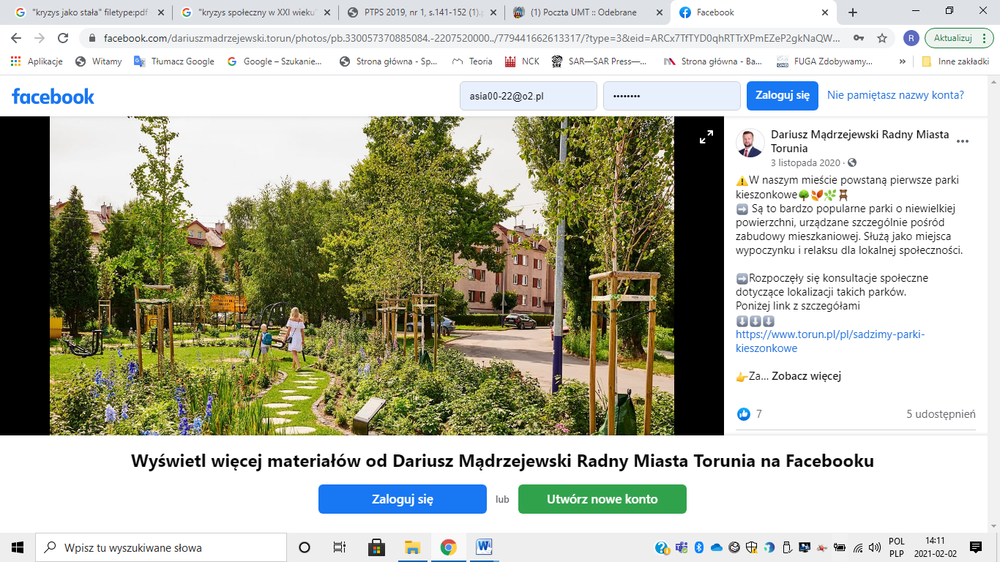 "kryzys jako stała" filetype:pdf
"kryzys społeczny w XXI wieku"
PTPS 2019, nr 1, s.141-152 (1).p
(1) Poczta UMT :: Odebrane
Facebook
facebook.com/dariuszmadrzejewski.torun/photos/pb.330057370885084.-2207520000../779441662613317/?type=3&eid=ARCx7TfTYD0qhRTTrXPmEZeP2gkNaQW...
R
Aktualizuj
Aplikacje
Witamy
Tłumacz Google
Google – Szukanie...
Strona główna - Sp...
Teoria
NCK
SAR—SAR Press—...
Strona główna - Ba...
FUGA Zdobywamy...
»
Inne zakładki
facebook
asia00-22@o2.pl
••••••••
Zaloguj się
Nie pamiętasz nazwy konta?
Dariusz Mądrzejewski Radny Miasta
Torunia
3 listopada 2020 ·
⚠️W naszym mieście powstaną pierwsze parki
kieszonkowe🌳🍂🌿🪑
➡️ Są to bardzo popularne parki o niewielkiej
powierzchni, urządzane szczególnie pośród
zabudowy mieszkaniowej. Służą jako miejsca
wypoczynku i relaksu dla lokalnej społeczności.
➡️Rozpoczęły się konsultacje społeczne
dotyczące lokalizacji takich parków.
Poniżej link z szczegółami
⬇️⬇️⬇️
https://www.torun.pl/pl/sadzimy-parki-
kieszonkowe
👉Za... Zobacz więcej
7
5 udostępnień
Wyświetl więcej materiałów od Dariusz Mądrzejewski Radny Miasta Torunia na Facebooku
Zaloguj się
lub
Utwórz nowe konto
Wpisz tu wyszukiwane słowa
POL
PLP
14:11
2021-02-02